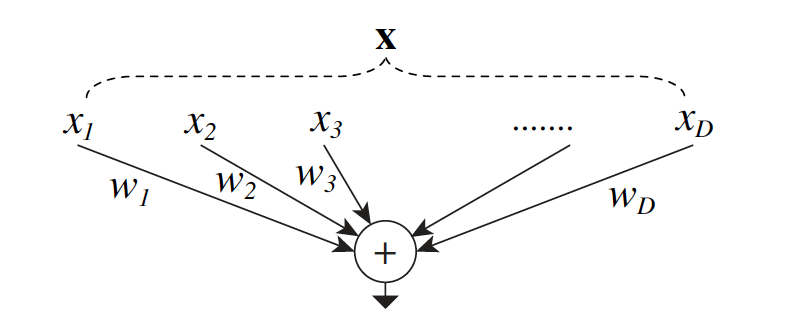 x
x1 x2 x3 ....... xD
w1 w2 w3 wD
+